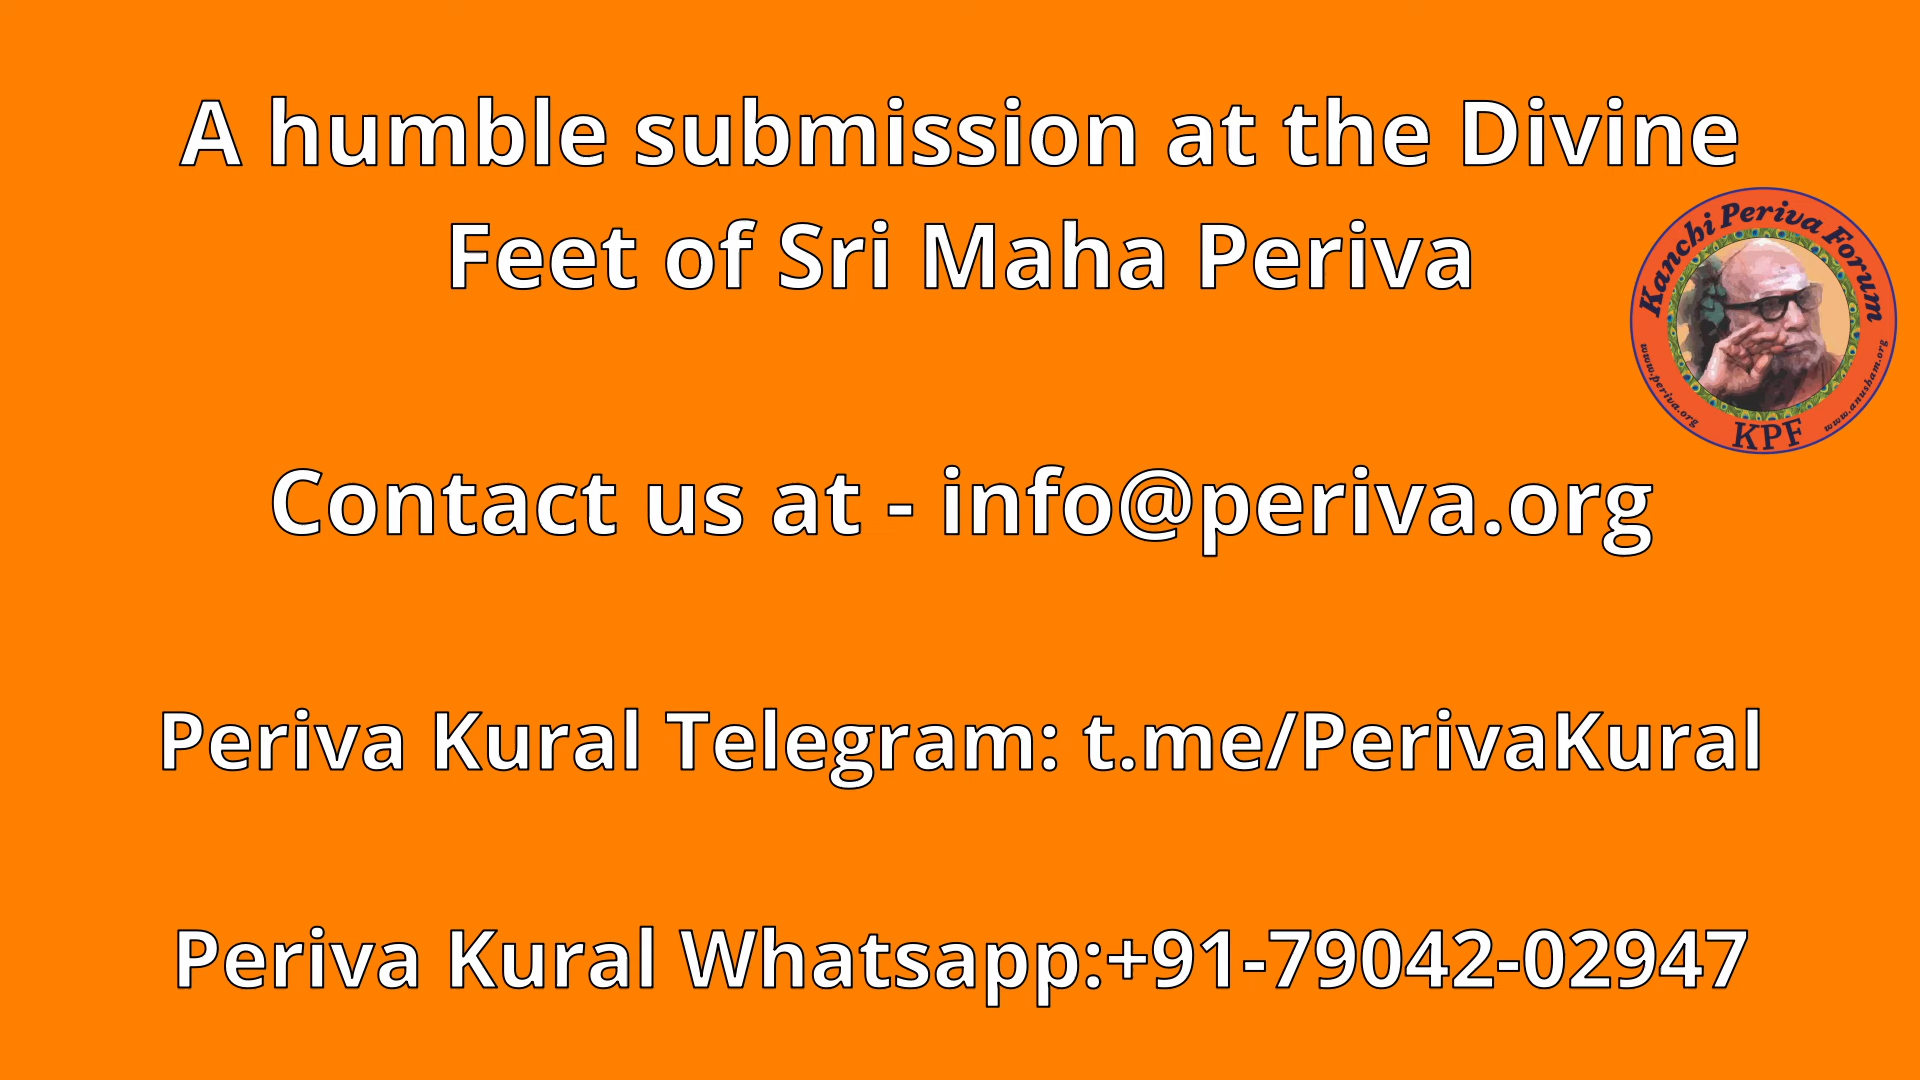 A humble submission at the Divine
Feet of Sri Maha Periva
Kanchi Periva Forum
www.periva.org
www.anusham.org
KPF
Contact us at - info@periva.org
Periva Kural Telegram: t.me/PerivaKural
Periva Kural Whatsapp:+91-79042-02947